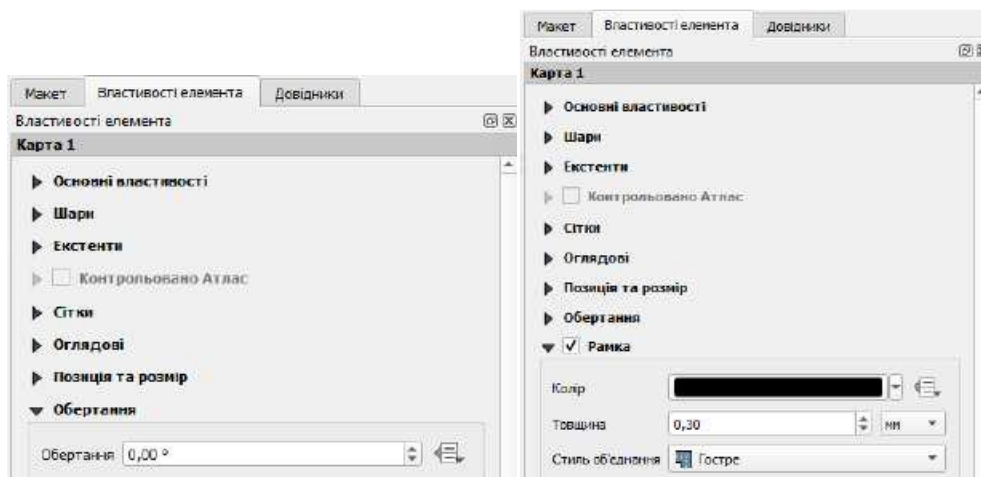 Макет Властивості елемента Довідники
Властивості елемента
Карта 1
Основні властивості
Шари
Екстенти
Контрольовано Атлас
Сітки
Оглядові
Позиція та розмір
Обертання
Обертання 0,00 °
Макет Властивості елемента Довідники
Властивості елемента
Карта 1
Основні властивості
Шари
Екстенти
Контрольовано Атлас
Сітки
Оглядові
Позиція та розмір
Обертання
Рамка
Колір
Товщина 0,30 мм
Стиль об'єднання Гостре